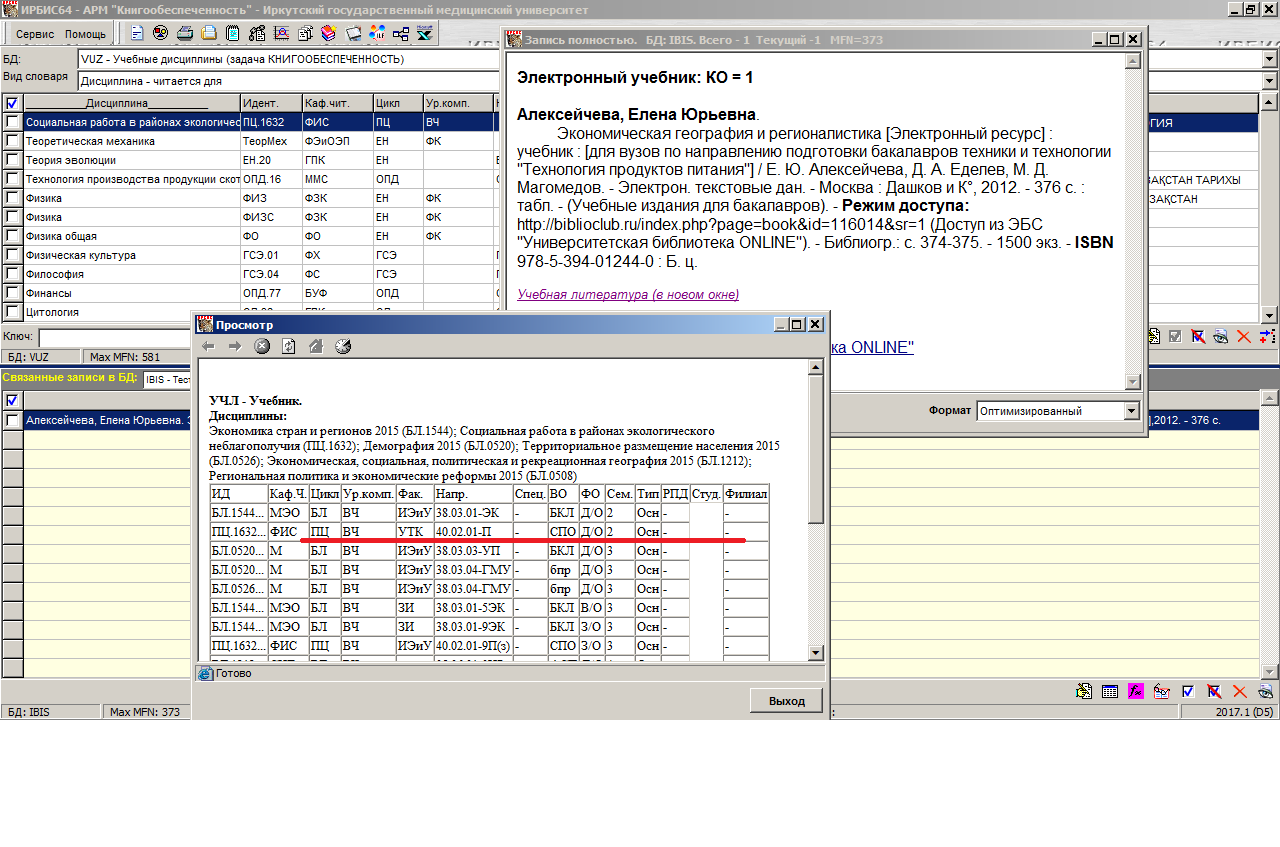 ИРБИС64 - АРМ "Книгообеспеченность" - Иркутский государственный медицинский университет
Сервис Помощь
БД: VUZ - Учебные дисциплины (задача КНИГООБЕСПЕЧЕННОСТЬ)
Вид словаря Дисциплина - читается для
Дисциплина Идент. Каф.чит. Цикл Ур.комп.
Социальная работа в районах экологичес ПЦ.1632 ФИС ПЦ ВЧ
Теоретическая механика ТеорМех ФЭиОЭП ЕН ФК
Теория эволюции ЕН.20 ГПК ЕН
Технология производства продукции скот ОПД.16 ММС ОПД
Физика ФИЗ ФЗК ЕН ФК
Физика ФИЗС ФЗК ЕН ФК
Физика общая ФО ФО ЕН ФК
Физическая культура ГСЭ.01 ФХ ГСЭ
Философия ГСЭ.04 ФС ГСЭ
Финансы ОПД.77 БУФ ОПД
Цитология
ГИЯ
ЗАҚСТАН ТАРИХЫ
ЗАҚСТАН
Ключ:
БД: VUZ Max MFN: 581
Связанные записи в БД: IBIS - Тес
Алексейчева, Елена Юрьевна. Э
],2012. - 376 с.
БД: IBIS Max MFN: 373
2017.1 (D5)
Запись полностью. БД: IBIS. Всего - 1 Текущий -1 MFN=373
Электронный учебник: КО = 1
Алексейчева, Елена Юрьевна.
Экономическая география и регионалистика [Электронный ресурс] :
учебник : [для вузов по направлению подготовки бакалавров техники и технологии
"Технология продуктов питания"] / Е. Ю. Алексейчева, Д. А. Еделев, М. Д.
Магомедов. - Электрон. текстовые дан. - Москва : Дашков и К°, 2012. - 376 с. :
табл. - (Учебные издания для бакалавров). - Режим доступа:
http://biblioclub.ru/index.php?page=book&id=116014&sr=1 (Доступ из ЭБС
"Университетская библиотека ONLINE"). - Библиогр.: с. 374-375. - 1500 экз. - ISBN
978-5-394-01244-0 : Б. ц.
Учебная литература (в новом окне)
ка ONLINE"
Формат Оптимизированный
Просмотр
УЧ.Л - Учебник.
Дисциплины:
Экономика стран и регионов 2015 (БЛ.1544); Социальная работа в районах экологического
неблагополучия (ПЦ.1632); Демография 2015 (БЛ.0520); Территориальное размещение населения 2015
(БЛ.0526); Экономическая, социальная, политическая и рекреационная география 2015 (БЛ.1212);
Региональная политика и экономические реформы 2015 (БЛ.0508)
ИД Каф.Ч. Цикл Ур.комп. Фак. Напр. Спец. ВО ФО Сем. Тип РПД Студ. Филиал
БЛ.1544... МЭО БЛ ВЧ ИЭиУ 38.03.01-ЭК - БКЛ Д/О 2 Осн - -
ПЦ.1632... ФИС ПЦ ВЧ УТК 40.02.01-П - СПО Д/О 2 Осн - -
БЛ.0520... М БЛ ВЧ ИЭиУ 38.03.03-УП - БКЛ Д/О 3 Осн - -
БЛ.0520... М БЛ ВЧ ИЭиУ 38.03.04-ГМУ - бпр Д/О 3 Осн - -
БЛ.0526... М БЛ ВЧ ИЭиУ 38.03.04-ГМУ - бпр Д/О 3 Осн - -
БЛ.1544... МЭО БЛ ВЧ ЗИ 38.03.01-5ЭК - БКЛ В/О 3 Осн - -
БЛ.1544... МЭО БЛ ВЧ ЗИ 38.03.01-9ЭК - БКЛ З/О 3 Осн - -
ПЦ.1632... ФИС ПЦ ВЧ ИЭиУ 40.02.01-9П(з) - СПО З/О 3 Осн - -
Готово
Выход